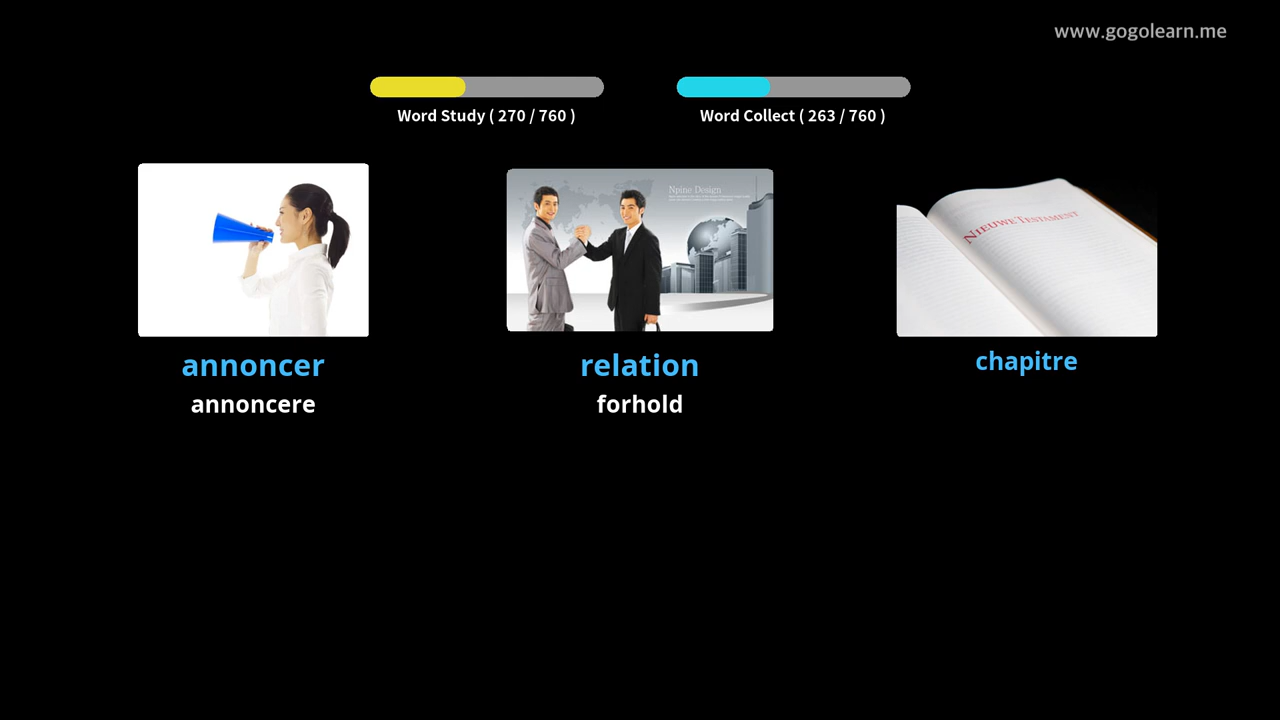 www.gogolearn.me
Word Study ( 270 / 760 )
Word Collect ( 263 / 760 )
Npine Design
NIEUWE TESTAMENT
annoncer
relation
chapitre
annoncere
forhold